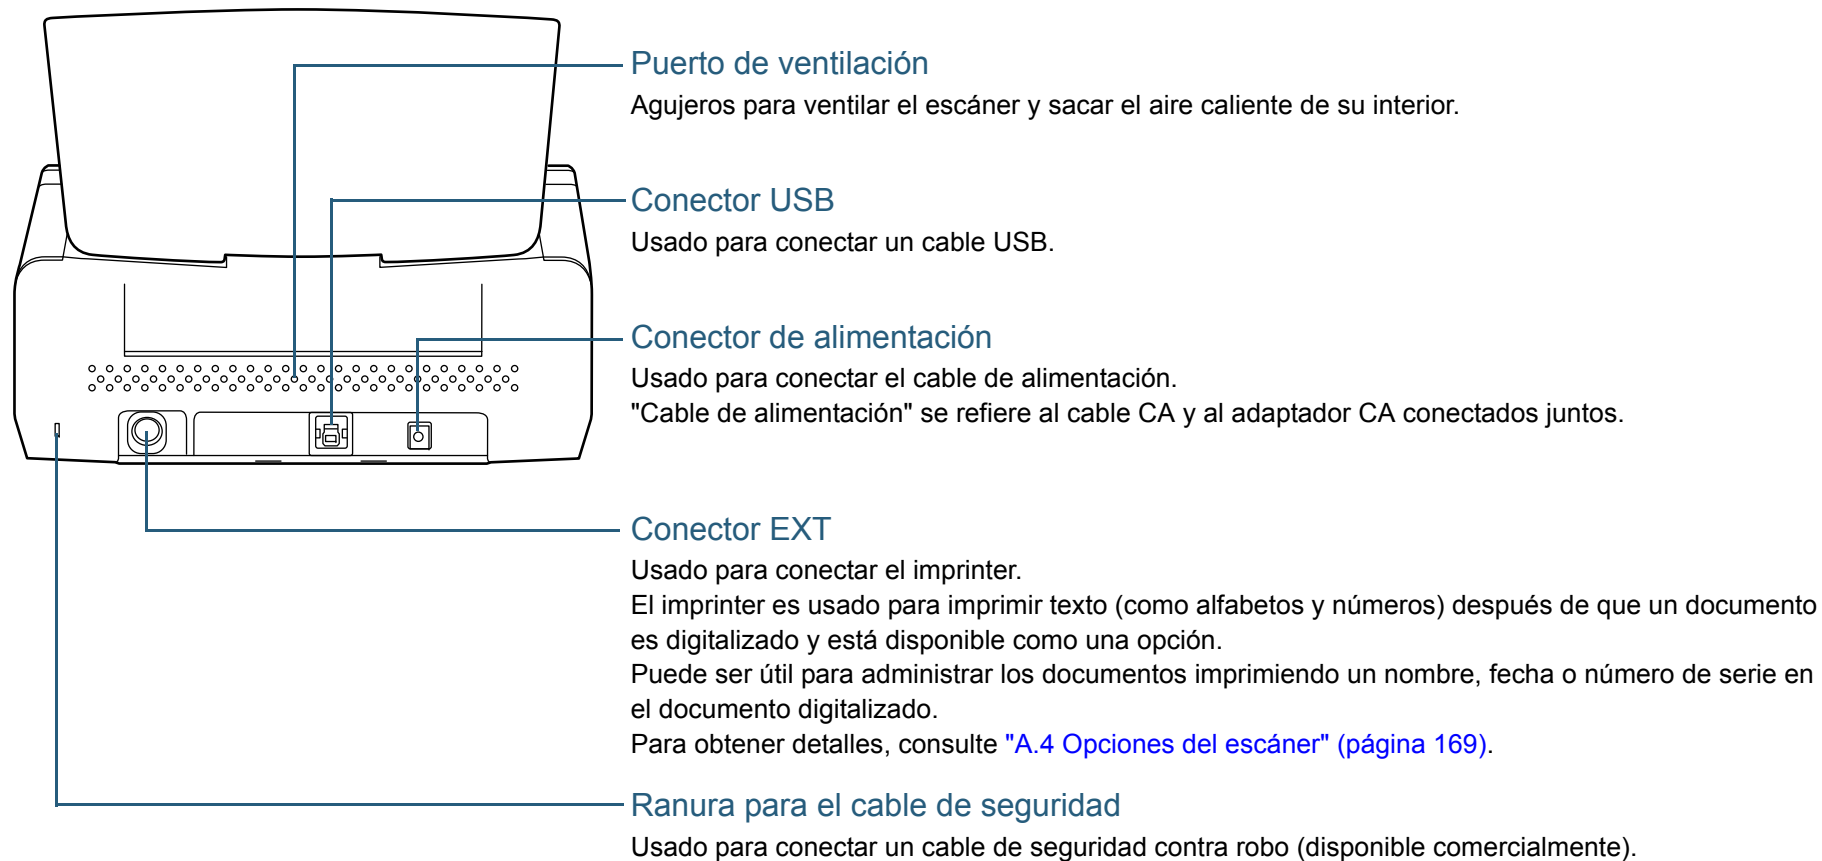 Puerto de ventilación
Agujeros para ventilar el escáner y sacar el aire caliente de su interior.
Conector USB
Usado para conectar un cable USB.
Conector de alimentación
Usado para conectar el cable de alimentación.
"Cable de alimentación" se refiere al cable CA y al adaptador CA conectados juntos.
Conector EXT
Usado para conectar el imprinter.
El imprinter es usado para imprimir texto (como alfabetos y números) después de que un documento
es digitalizado y está disponible como una opción.
Puede ser útil para administrar los documentos imprimiendo un nombre, fecha o número de serie en
el documento digitalizado.
Para obtener detalles, consulte "A.4 Opciones del escáner" (página 169).
Ranura para el cable de seguridad
Usado para conectar un cable de seguridad contra robo (disponible comercialmente).